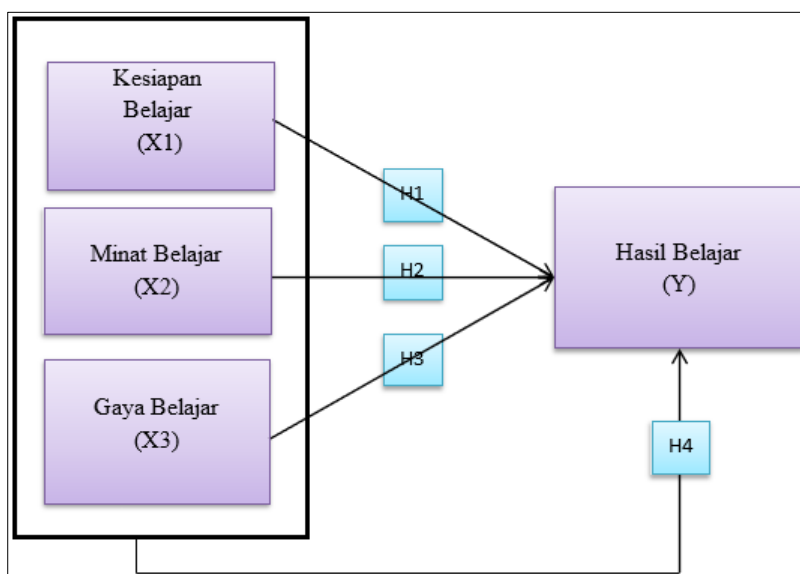 Kesiapan
Belajar
(X1)
H1
Minat Belajar
(X2)
H2
Hasil Belajar
(Y)
H3
Gaya Belajar
(X3)
H4